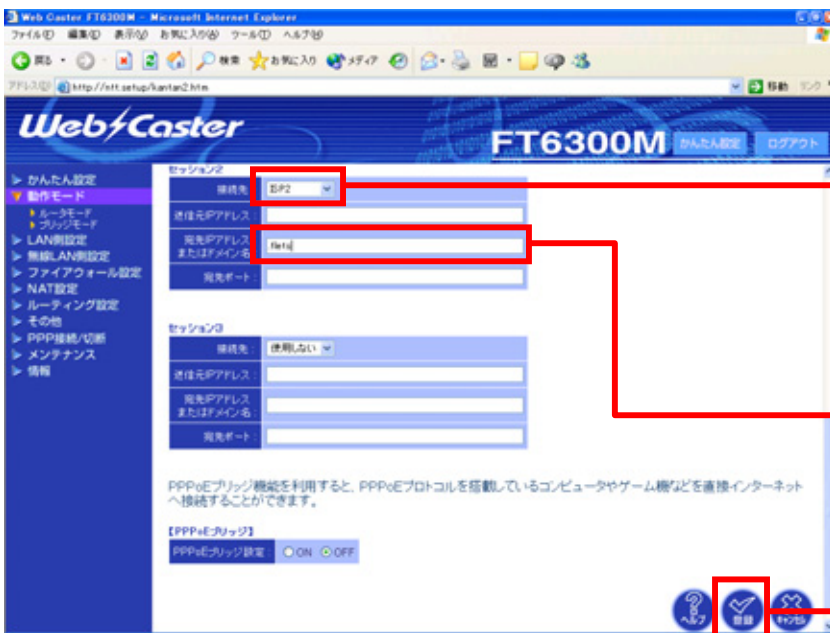 Web Caster FT6300M - Microsoft Internet Explorer
ファイル(F) 編集(E) 表示(V) お気に入り(A) ツール(T) ヘルプ(H)
戻る 検索 お気に入り メディア
アドレス(D) http://ntt.setup/kantan2.htm 移動 リンク
Web Caster
FT6300M かんたん設定 ログアウト
かんたん設定
動作モード
ルータモード
ブリッジモード
LAN側設定
無線LAN側設定
ファイアウォール設定
NAT設定
ルーティング設定
その他
PPP接続/切断
メンテナンス
情報
セッション2
接続先: ISP2
送信元IPアドレス:
宛先IPアドレス
またはドメイン名:
.flets
宛先ポート:
セッション3
接続先: 使用しない
送信元IPアドレス:
宛先IPアドレス
またはドメイン名:
宛先ポート:
PPPoEブリッジ機能を利用すると、PPPoEプロトコルを搭載しているコンピュータやゲーム機などを直接インターネット
へ接続することができます。
【PPPoEブリッジ】
PPPoEブリッジ設定: ON OFF
ヘルプ 登録 キャンセル